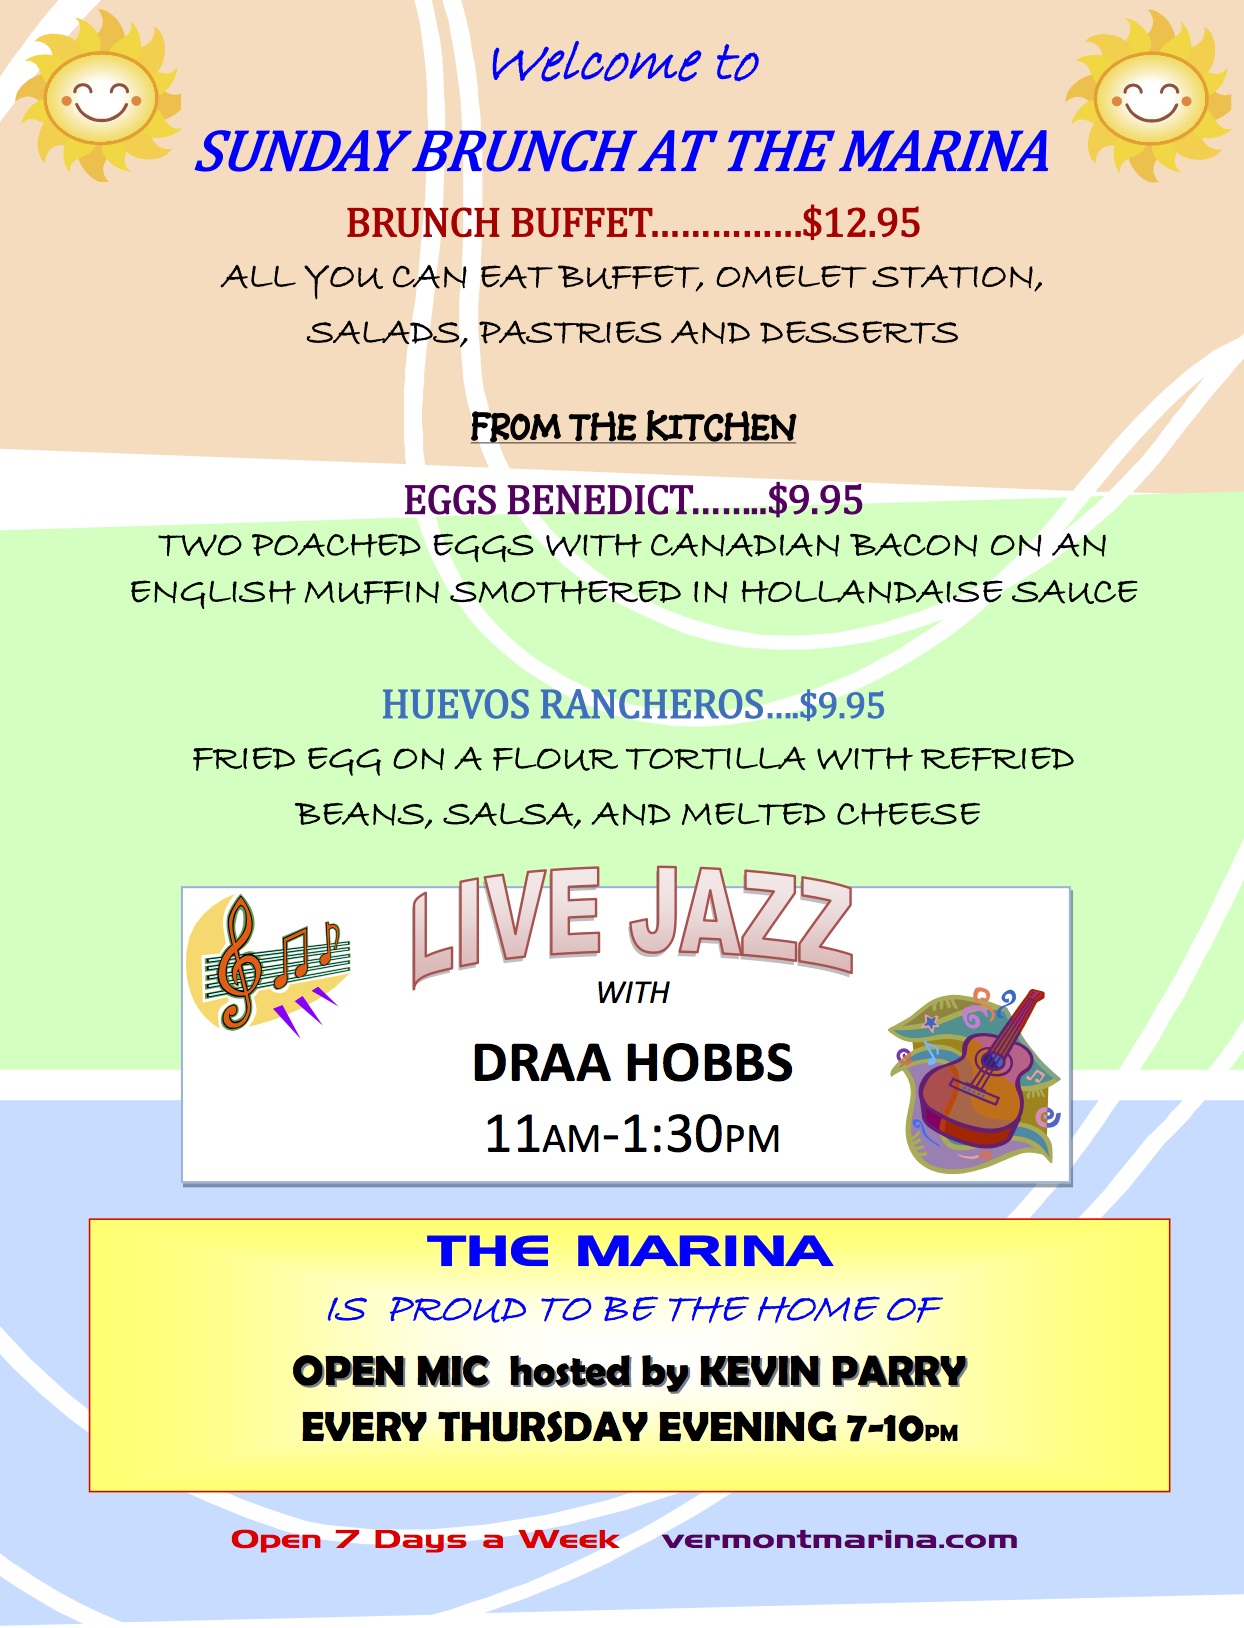 Welcome to
SUNDAY BRUNCH AT THE MARINA
BRUNCH BUFFET...............$12.95
ALL YOU CAN EAT BUFFET, OMELET STATION,
SALADS, PASTRIES AND DESSERTS
FROM THE KITCHEN
EGGS BENEDICT........$9.95
TWO POACHED EGGS WITH CANADIAN BACON ON AN
ENGLISH MUFFIN SMOTHERED IN HOLLANDAISE SAUCE
HUEVOS RANCHEROS....$9.95
FRIED EGG ON A FLOUR TORTILLA WITH REFRIED
BEANS, SALSA, AND MELTED CHEESE
LIVE JAZZ
WITH
DRAA HOBBS
11AM-1:30PM
THE MARINA
IS PROUD TO BE THE HOME OF
OPEN MIC hosted by KEVIN PARRY
EVERY THURSDAY EVENING 7-10PM
Open 7 Days a Week vermontmarina.com